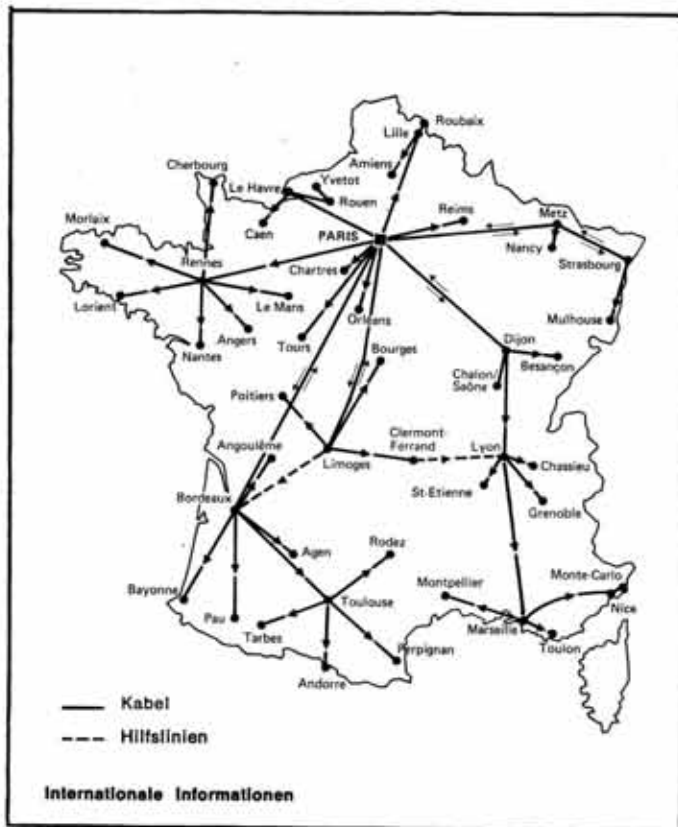 Roubaix
Lille
Amiens
Cherbourg
Yvetot
Le Havre
Rouen
Caen
Reims
Metz
Morlaix
PARIS
Nancy
Strasbourg
Rennes
Chartres
Lorient
Le Mans
Orléans
Mulhouse
Angers
Tours
Nantes
Bourges
Dijon
Besançon
Chalon/
Saône
Poitiers
Angoulême
Clermont-
Ferrand
Lyon
Limoges
Chassieu
St-Etienne
Bordeaux
Grenoble
Agen
Rodez
Bayonne
Montpellier
Monte-Carlo
Toulouse
Pau
Tarbes
Marseille
Nice
Toulon
Perpignan
Andorre
Kabel
Hilfslinien
Internationale Informationen